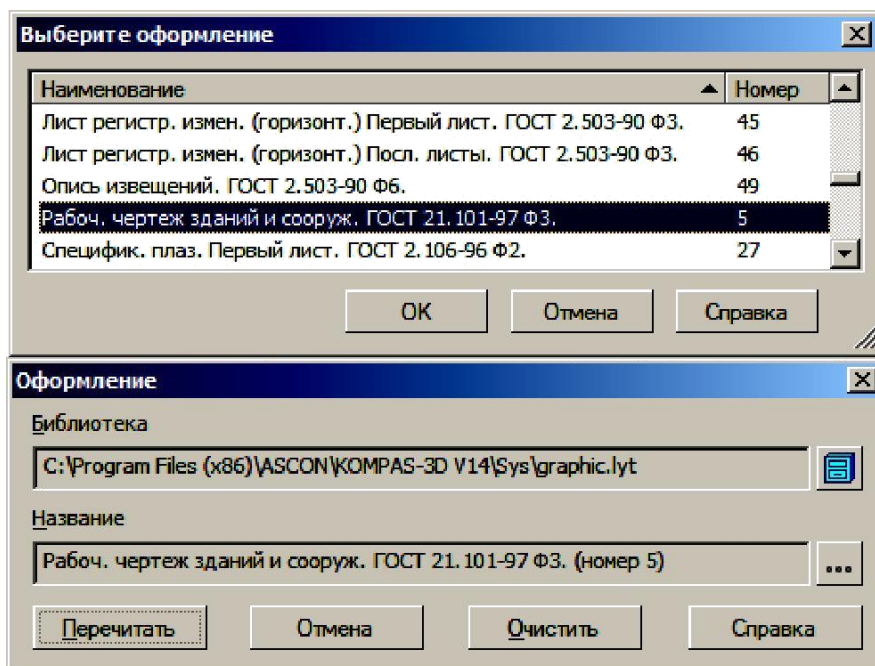 Выберите оформление
Наименование Номер
Лист регистр. измен. (горизонт.) Первый лист. ГОСТ 2.503-90 Ф3. 45
Лист регистр. измен. (горизонт.) Посл. листы. ГОСТ 2.503-90 Ф3. 46
Опись извещений. ГОСТ 2.503-90 Ф6. 49
Рабоч. чертеж зданий и сооруж. ГОСТ 21.101-97 Ф3. 5
Специфик. плаз. Первый лист. ГОСТ 2.106-96 Ф2. 27
ОК Отмена Справка
Оформление
Библиотека
C:\Program Files (x86)\ASCON\KOMPAS-3D V14\Sys\graphic.lyt
Название
Рабоч. чертеж зданий и сооруж. ГОСТ 21.101-97 Ф3. (номер 5)
...
Перечитать Отмена Очистить Справка